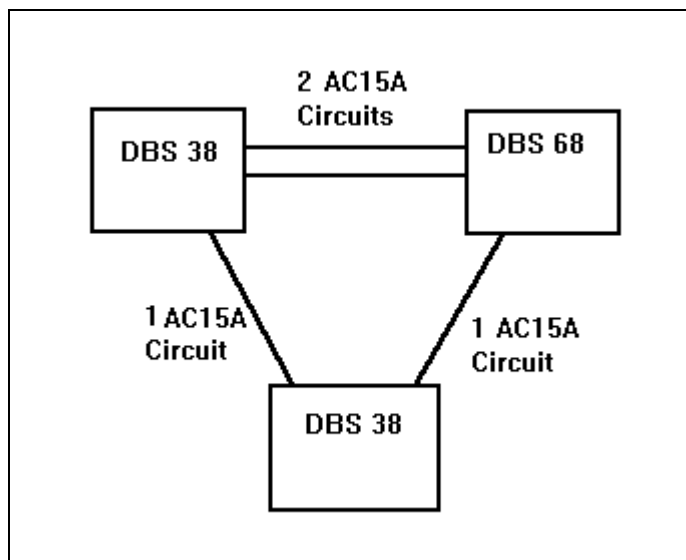 2 AC15A
Circuits
DBS 38
DBS 68
1 AC15A
Circuit
1 AC15A
Circuit
DBS 38